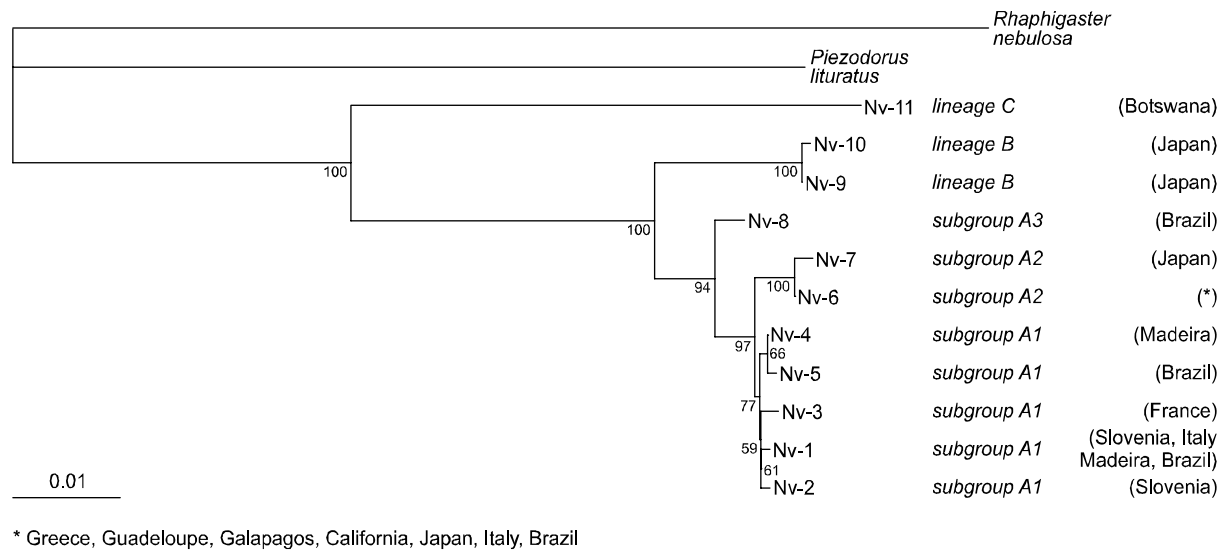 Rhaphigaster
nebulosa
Piezodorus
lituratus
Nv-11 lineage C (Botswana)
100
Nv-10 lineage B (Japan)
100
Nv-9 lineage B (Japan)
100
Nv-8 subgroup A3 (Brazil)
Nv-7 subgroup A2 (Japan)
94
100
Nv-6 subgroup A2 (*)
Nv-4 subgroup A1 (Madeira)
97
66
Nv-5 subgroup A1 (Brazil)
77
Nv-3 subgroup A1 (France)
59
Nv-1 subgroup A1 (Slovenia, Italy
Madeira, Brazil)
61
Nv-2 subgroup A1 (Slovenia)
0.01
* Greece, Guadeloupe, Galapagos, California, Japan, Italy, Brazil